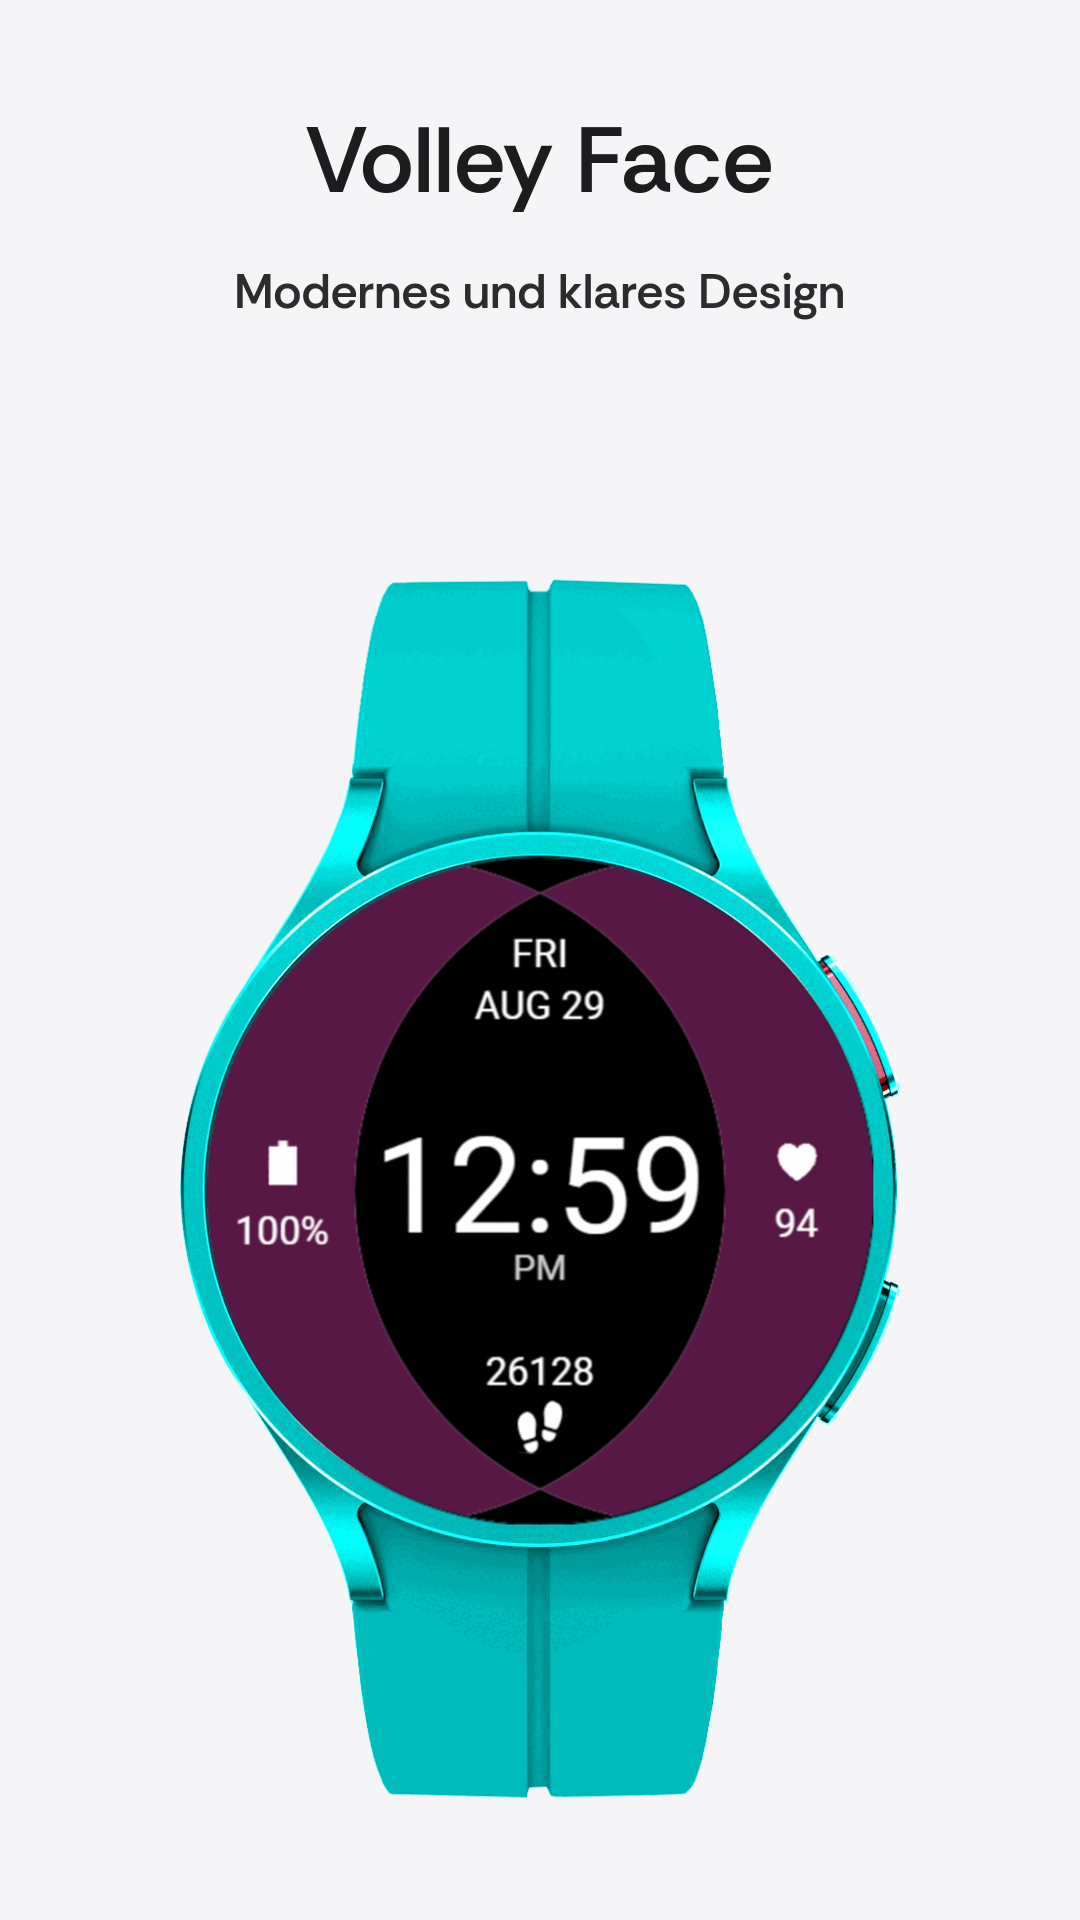 Volley Face
Modernes und klares Design
FRI
AUG 29
12:59
PM
100%
94
26128